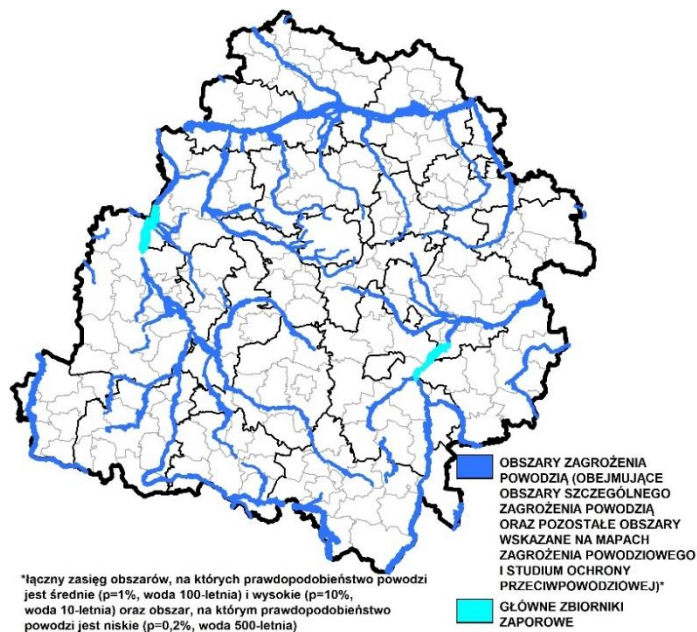 OBSZARY ZAGROŻENIA
POWODZIĄ (OBEJMUJĄCE
OBSZARY SZCZEGÓLNEGO
ZAGROŻENIA POWODZIĄ
ORAZ POZOSTAŁE OBSZARY
WSKAZANE NA MAPACH
ZAGROŻENIA POWODZIOWEGO
I STUDIUM OCHRONY
PRZECIWPOWODZIOWEJ)*
GŁÓWNE ZBIORNIKI
ZAPOROWE
*łączny zasięg obszarów, na których prawdopodobieństwo powodzi
jest średnie (p=1%, woda 100-letnia) i wysokie (p=10%,
woda 10-letnia) oraz obszar, na którym prawdopodobieństwo
powodzi jest niskie (p=0,2%, woda 500-letnia)